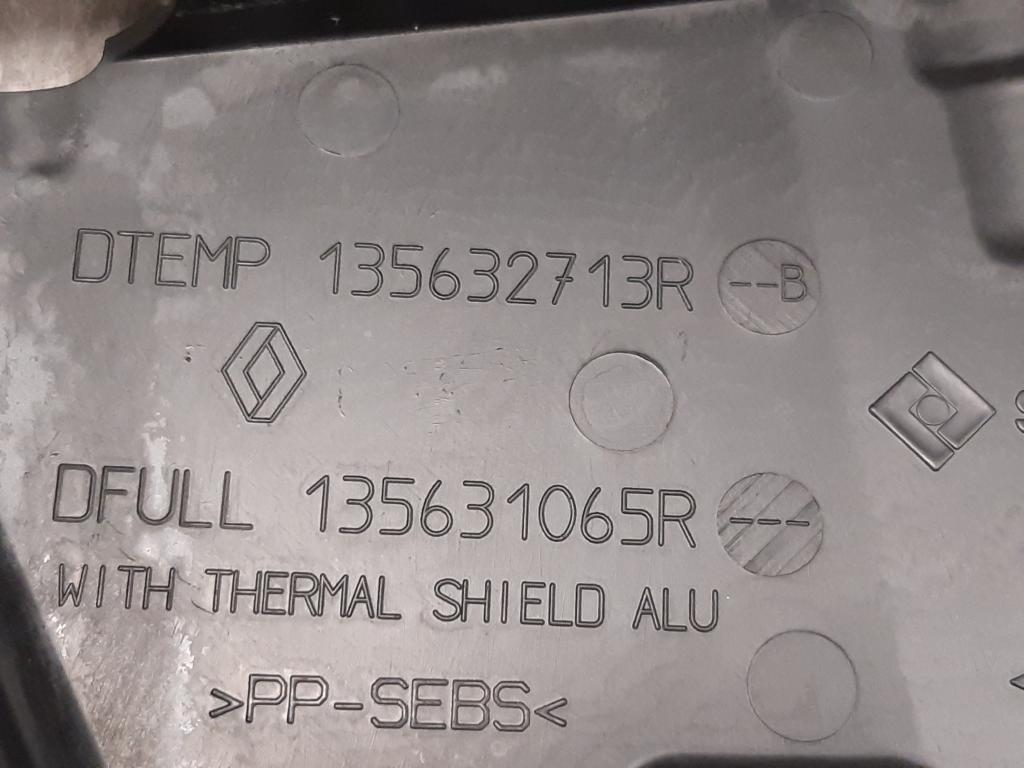 DTEMP 135632713R --B
DFULL 135631065R ---
WITH THERMAL SHIELD ALU
>PP-SEBS<